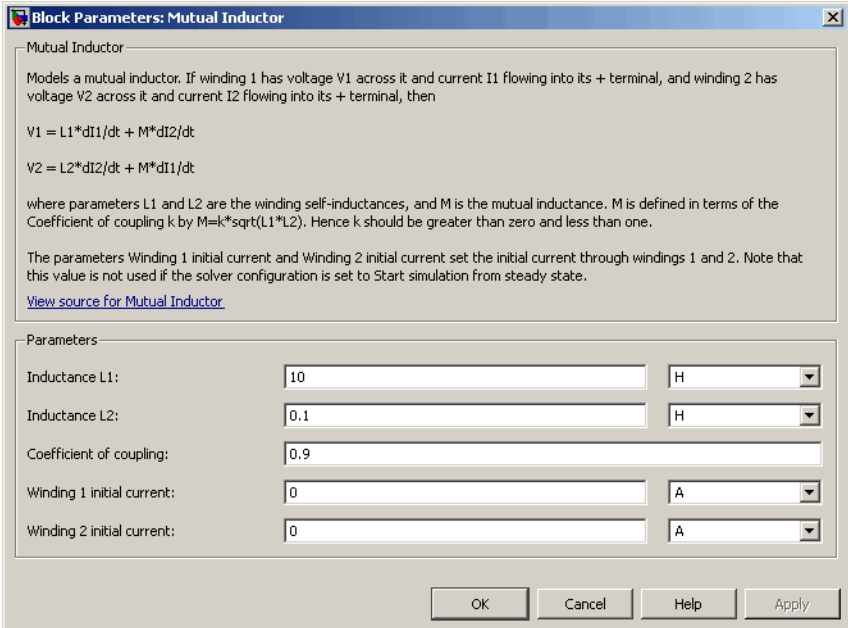 Block Parameters: Mutual Inductor
Mutual Inductor
Models a mutual inductor. If winding 1 has voltage V1 across it and current I1 flowing into its + terminal, and winding 2 has
voltage V2 across it and current I2 flowing into its + terminal, then
V1 = L1*dI1/dt + M*dI2/dt
V2 = L2*dI2/dt + M*dI1/dt
where parameters L1 and L2 are the winding self-inductances, and M is the mutual inductance. M is defined in terms of the
Coefficient of coupling k by M=k*sqrt(L1*L2). Hence k should be greater than zero and less than one.
The parameters Winding 1 initial current and Winding 2 initial current set the initial current through windings 1 and 2. Note that
this value is not used if the solver configuration is set to Start simulation from steady state.
View source for Mutual Inductor
Parameters
Inductance L1: 10 H
Inductance L2: 0.1 H
Coefficient of coupling: 0.9
Winding 1 initial current: 0 A
Winding 2 initial current: 0 A
OK Cancel Help Apply